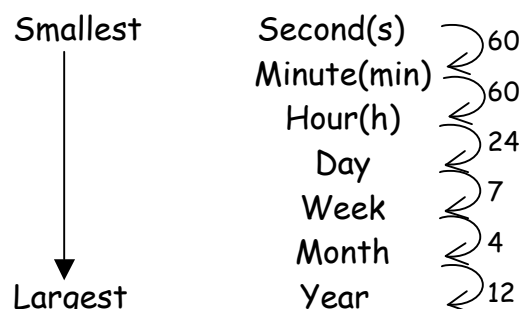 Smallest Second(s)
60
Minute(min)
60
Hour(h)
24
Day
7
Week
4
Month
12
Largest Year